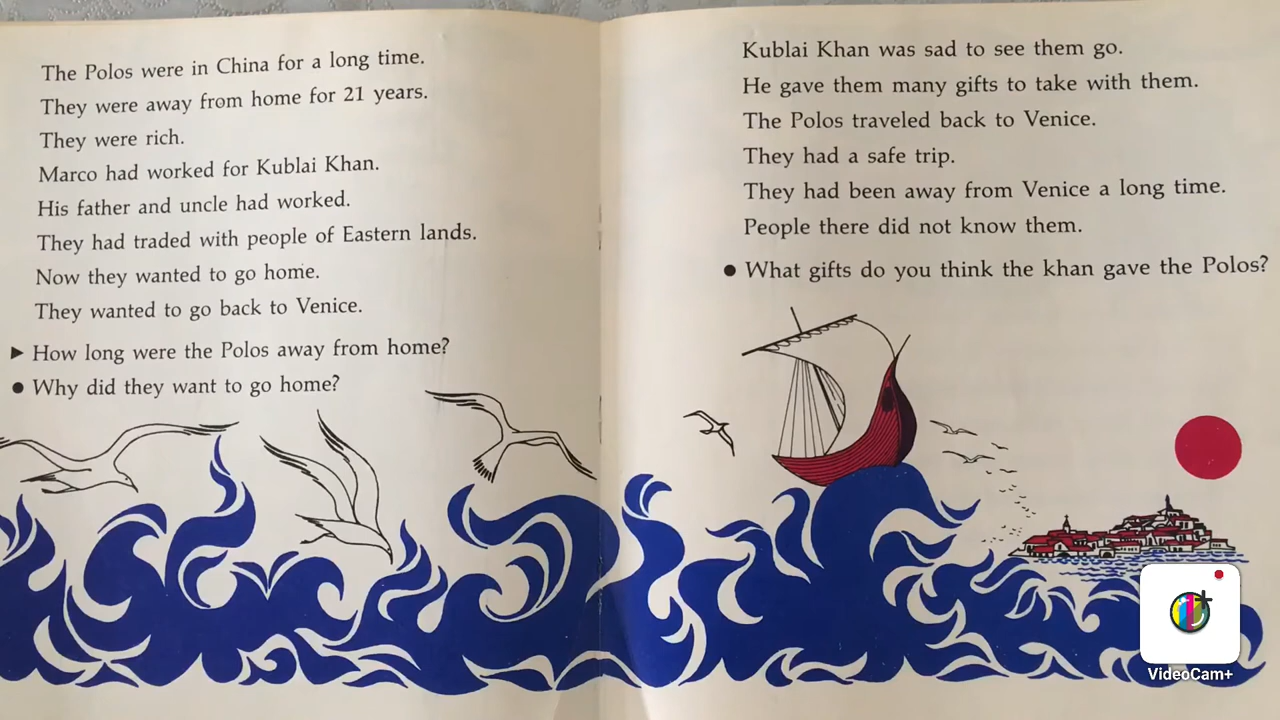 The Polos were in China for a long time.
They were away from home for 21 years.
They were rich.
Marco had worked for Kublai Khan.
His father and uncle had worked.
They had traded with people of Eastern lands.
Now they wanted to go home.
They wanted to go back to Venice.
▶ How long were the Polos away from home?
● Why did they want to go home?
Kublai Khan was sad to see them go.
He gave them many gifts to take with them.
The Polos traveled back to Venice.
They had a safe trip.
They had been away from Venice a long time.
People there did not know them.
● What gifts do you think the khan gave the Polos?
VideoCam+